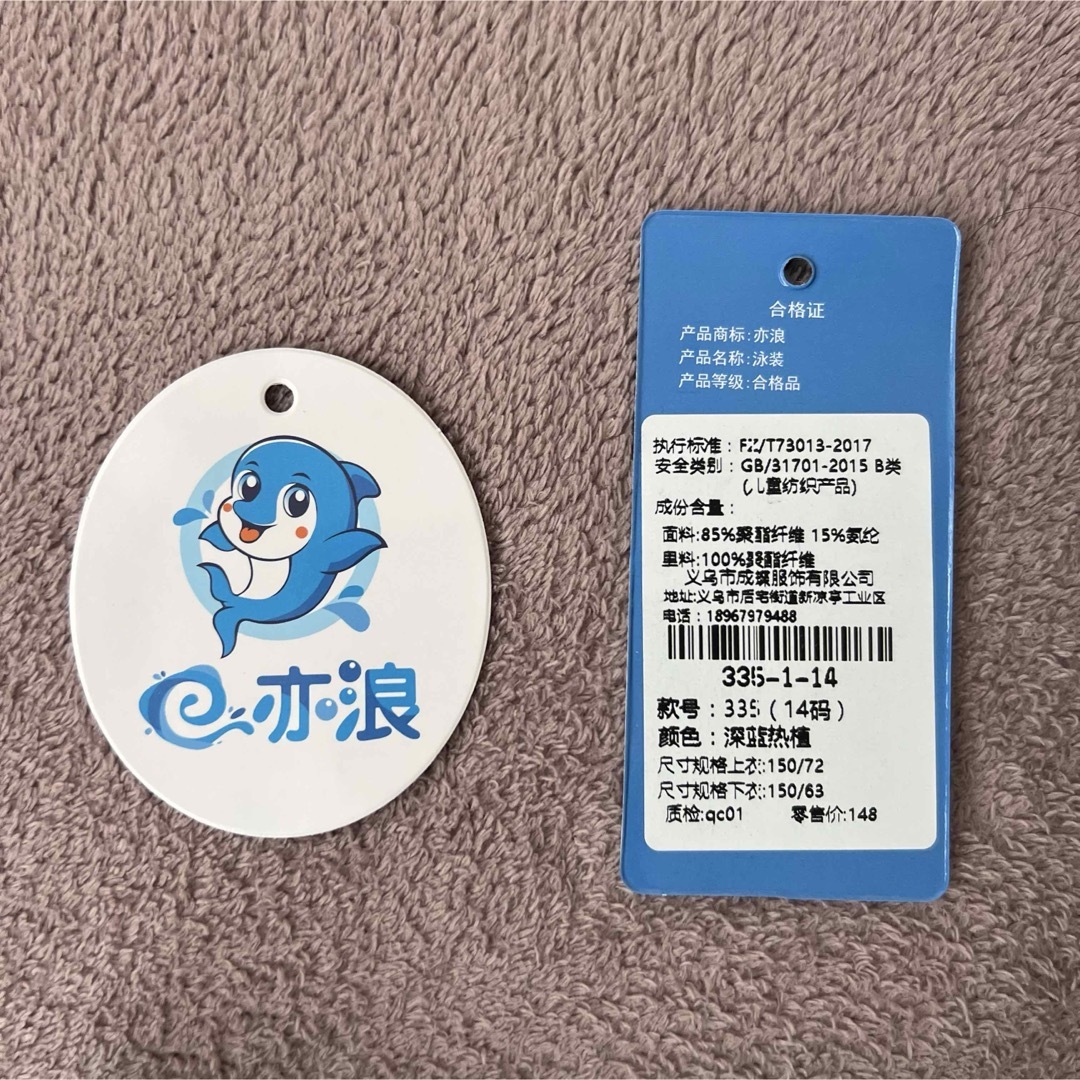 亦浪
合格证
产品商标:亦浪
产品名称:泳装
产品等级:合格品
执行标准：FZ/T73013-2017
安全类别：GB/31701-2015 B类
(儿童纺织产品)
成份含量：
面料:85%聚酯纤维 15%氨纶
里料:100%聚酯纤维
义乌市成臻服饰有限公司
地址:义乌市后宅街道新凉亭工业区
电话：18967979488
335-1-14
款号：335（14码）
颜色：深蓝热植
尺寸规格上衣:150/72
尺寸规格下衣:150/63
质检:qc01 零售价:148